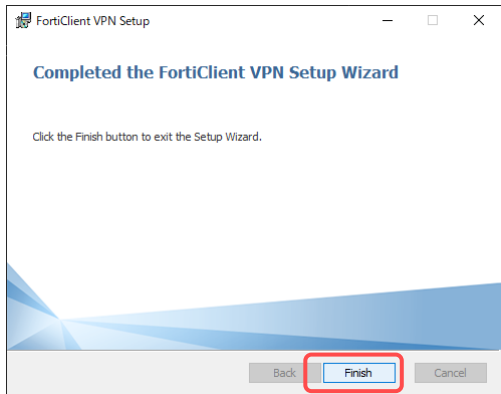 FortiClient VPN Setup
Completed the FortiClient VPN Setup Wizard
Click the Finish button to exit the Setup Wizard.
Back Finish Cancel